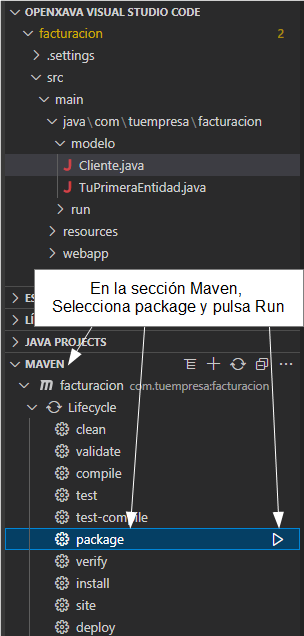 OPENXAVA VISUAL STUDIO CODE
facturacion 2
.settings
src
main
java\com\tuempresa\facturacion
modelo
Cliente.java
TuPrimeraEntidad.java
run
resources
webapp
En la sección Maven,
Selecciona package y pulsa Run
JAVA PROJECTS
MAVEN
facturacion com.tuempresa:facturacion
Lifecycle
clean
validate
compile
test
test-compile
package
verify
install
site
deploy